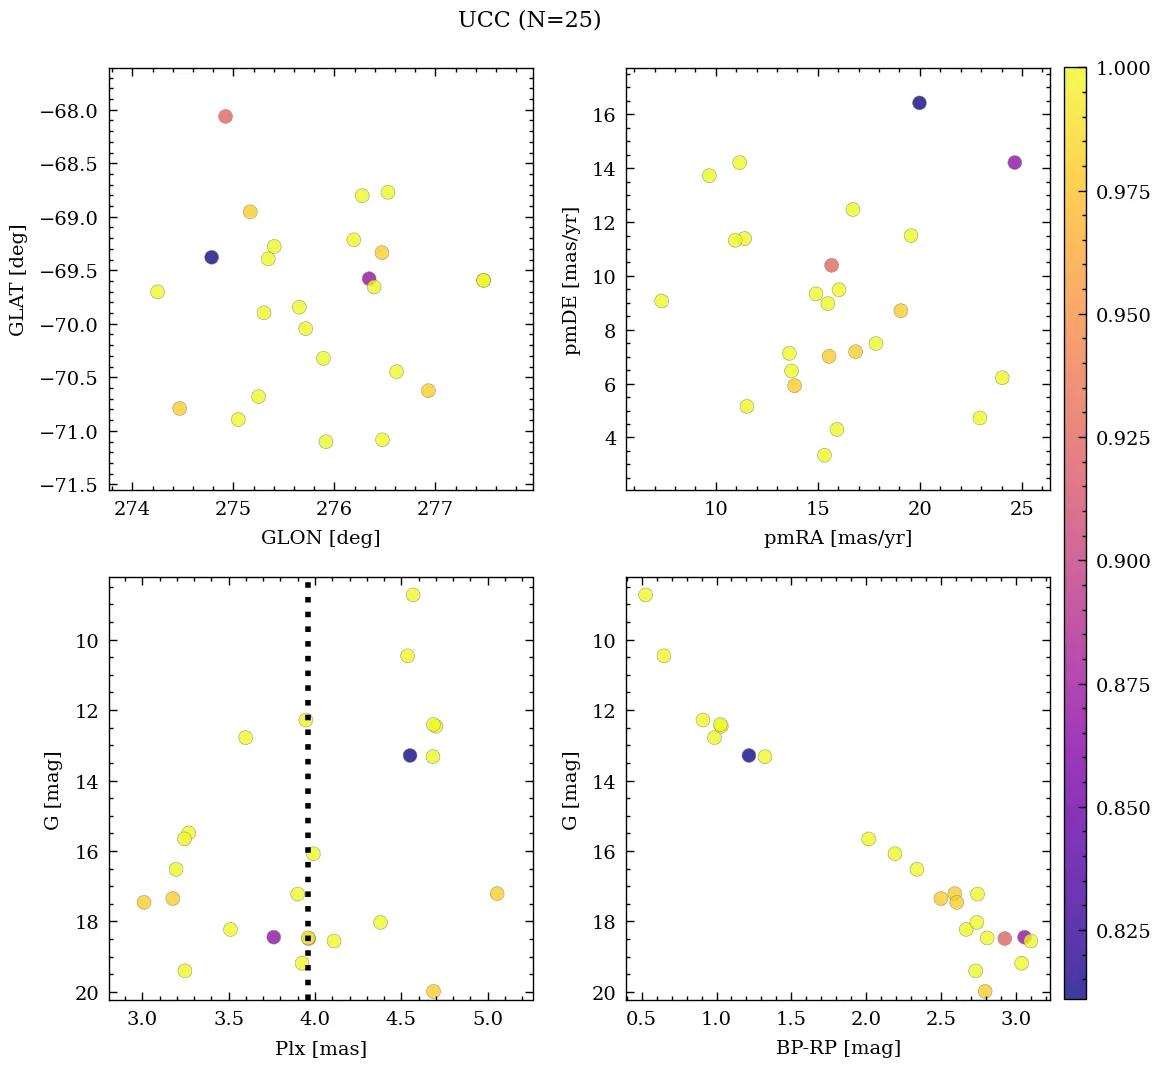 UCC (N=25)
−68.0
−68.5
−69.0
−69.5
−70.0
−70.5
−71.0
−71.5
GLAT [deg]
274 275 276 277
GLON [deg]
16
14
12
10
8
6
4
pmDE [mas/yr]
10 15 20 25
pmRA [mas/yr]
10
12
14
16
18
20
G [mag]
3.0 3.5 4.0 4.5 5.0
Plx [mas]
10
12
14
16
18
20
G [mag]
0.5 1.0 1.5 2.0 2.5 3.0
BP-RP [mag]
1.000
0.975
0.950
0.925
0.900
0.875
0.850
0.825